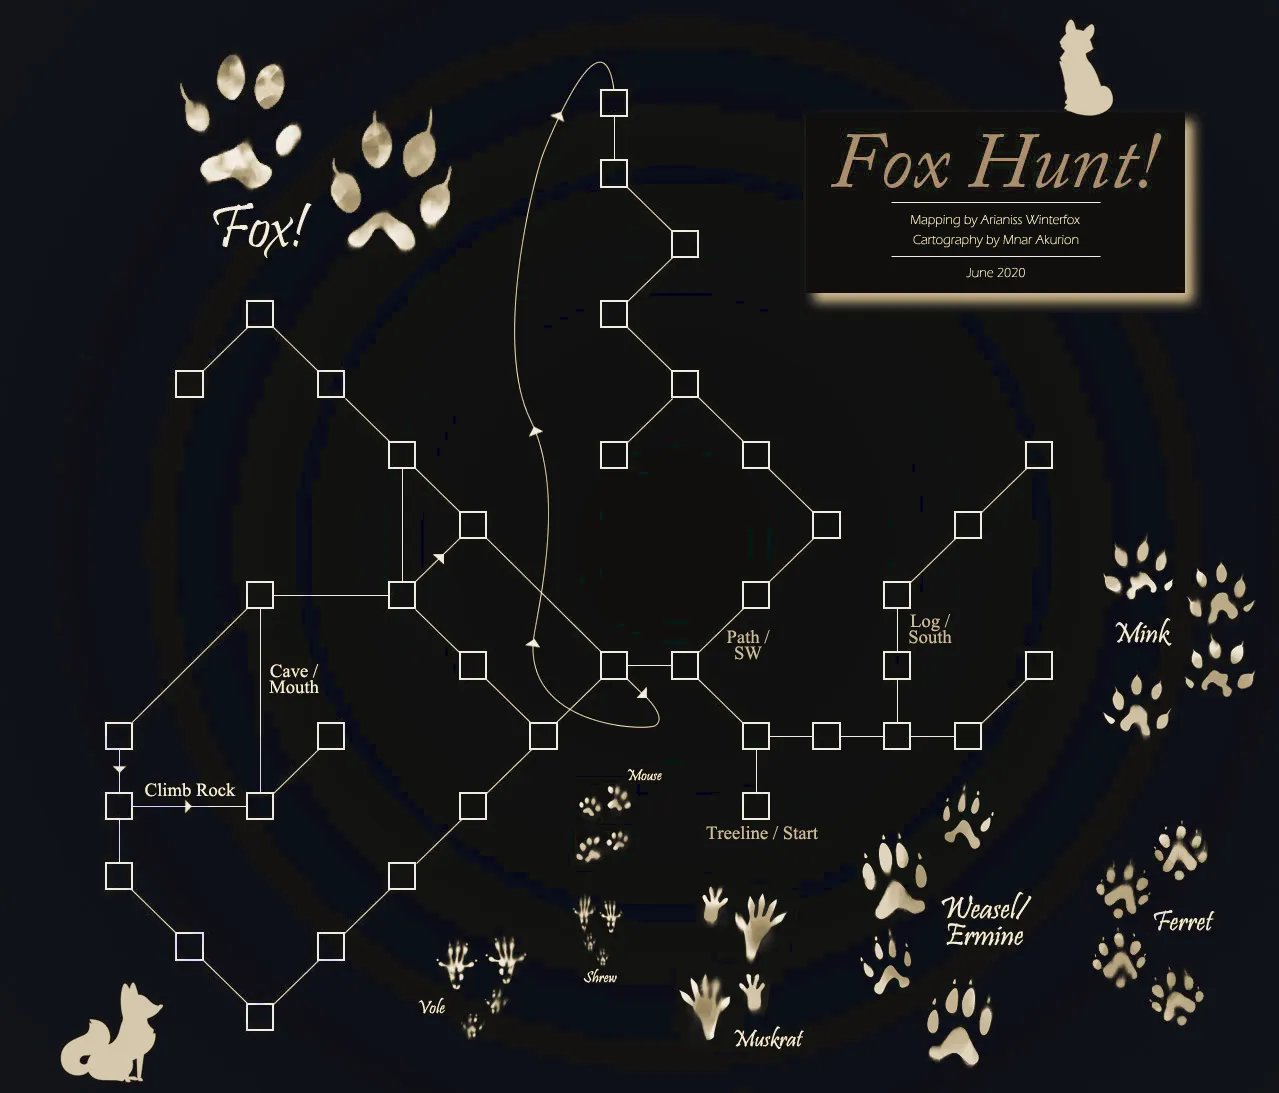 Fox!
Fox Hunt!
Mapping by Arianiss Winterfox
Cartography by Mnar Akurion
June 2020
Path /
SW
Log /
South
Mink
Cave /
Mouth
Climb Rock
Mouse
Treeline / Start
Weasel/
Ermine
Ferret
Shrew
Vole
Muskrat